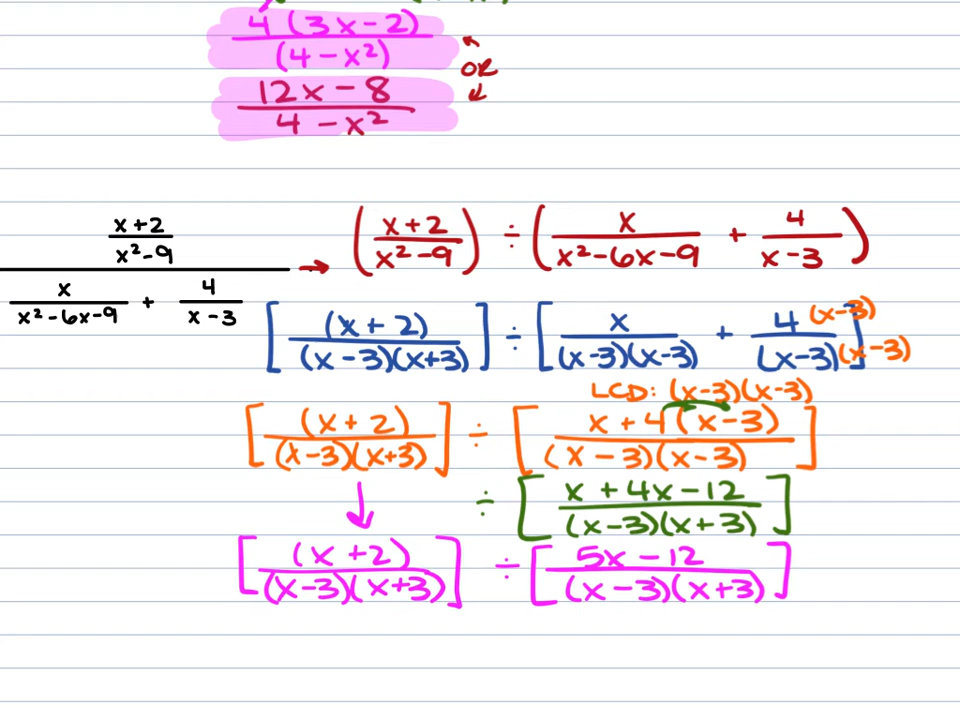 4 (3x-2)
(4-x²)
OR
12x - 8
4 - x²
x+2
x²-9
x
x²-6x-9
+
4
x-3
→ (x+2 / x²-9) ÷ (x / x²-6x-9 + 4 / x-3)
[(x+2) / (x-3)(x+3)] ÷ [x / (x-3)(x-3) + 4 (x-3) / (x-3)(x-3)]
LCD: (x-3)(x-3)
[(x+2) / (x-3)(x+3)] ÷ [x+4(x-3) / (x-3)(x-3)]
÷ [x+4x-12 / (x-3)(x+3)]
[(x+2) / (x-3)(x+3)] ÷ [5x-12 / (x-3)(x+3)]